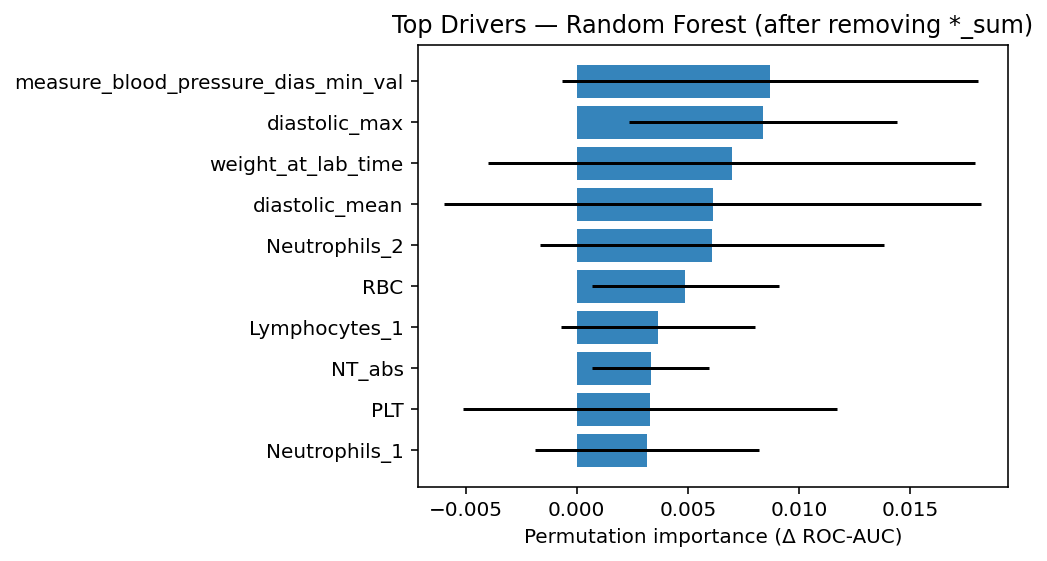 Top Drivers — Random Forest (after removing *_sum)
measure_blood_pressure_dias_min_val
diastolic_max
weight_at_lab_time
diastolic_mean
Neutrophils_2
RBC
Lymphocytes_1
NT_abs
PLT
Neutrophils_1
−0.005 0.000 0.005 0.010 0.015
Permutation importance (Δ ROC-AUC)